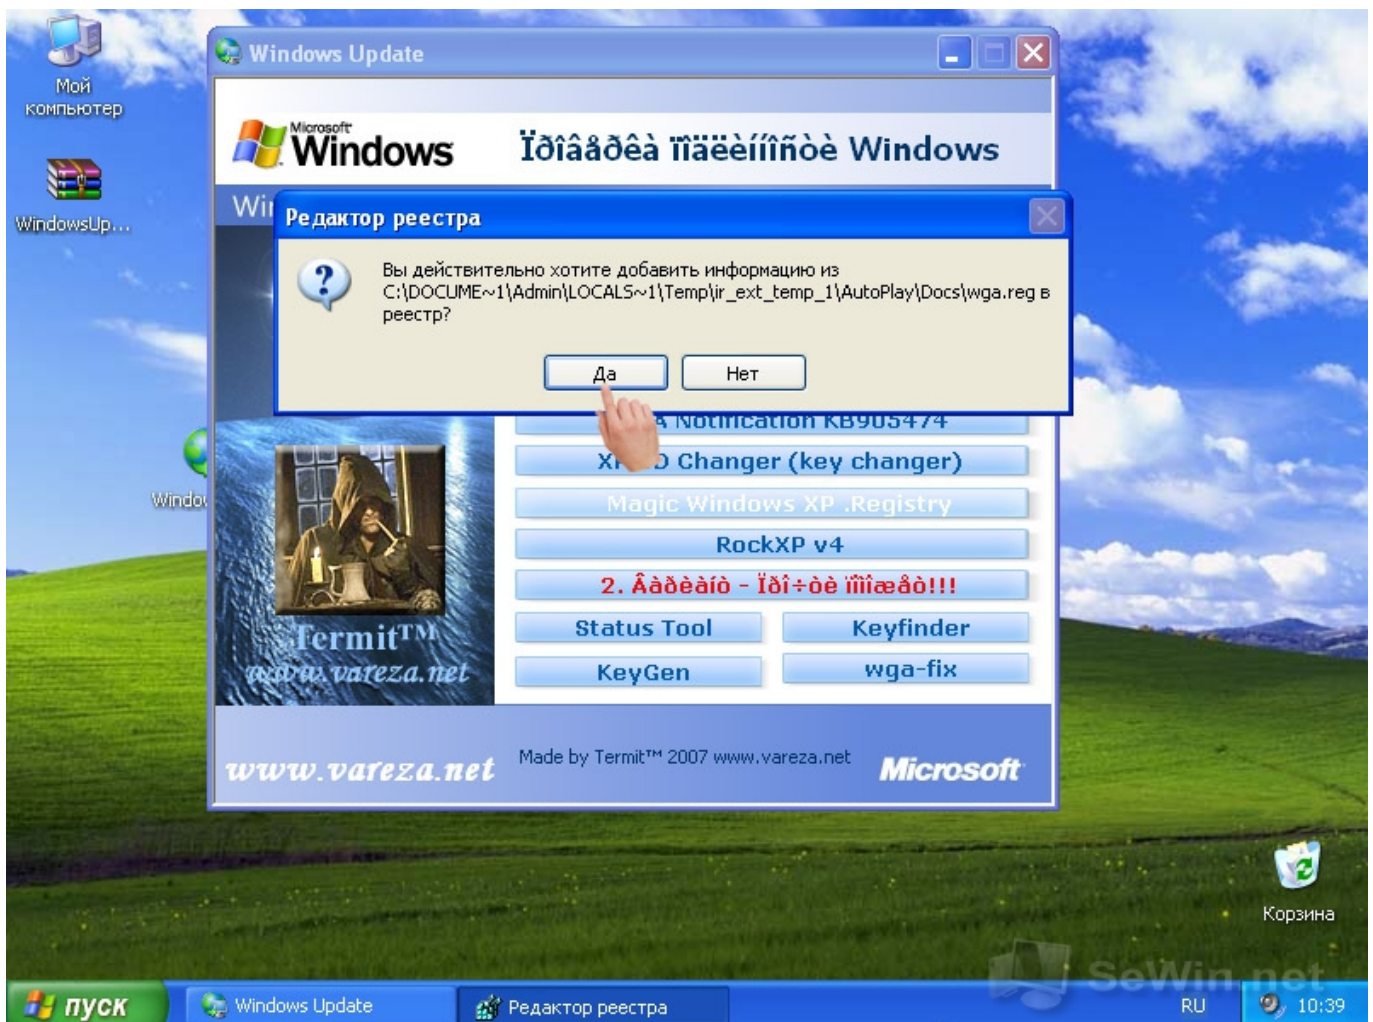 Мой
компьютер
WindowsUp...
Windows Update
Microsoft
Windows
Ïðîâåðêà ïîäëèííîñòè Windows
Редактор реестра
Вы действительно хотите добавить информацию из
C:\DOCUME~1\Admin\LOCALS~1\Temp\ir_ext_temp_1\AutoPlay\Docs\wga.reg в
реестр?
Да
Нет
Notification KB905474
Changer (key changer)
Magic Windows XP .Registry
RockXP v4
2. Âàðèàíò - Ïðî÷òè ïîìîæåò!!!
Status Tool
Keyfinder
KeyGen
wga-fix
Termit™
www.vareza.net
www.vareza.net
Made by Termit™ 2007 www.vareza.net
Microsoft
Корзина
SeWin.net
пуск
Windows Update
Редактор реестра
RU
10:39